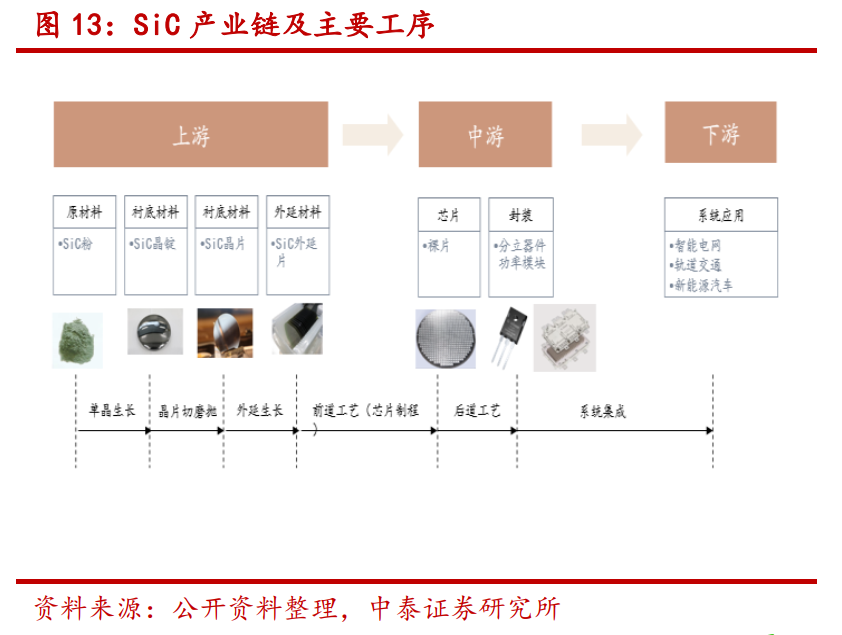 图 13：SiC 产业链及主要工序
上游
中游
下游
原材料
•SiC粉
衬底材料
•SiC晶锭
衬底材料
•SiC晶片
外延材料
•SiC外延
片
芯片
•裸片
封装
•分立器件
功率模块
系统应用
•智能电网
•轨道交通
•新能源汽车
单晶生长
晶片切磨抛
外延生长
前道工艺（芯片制程
）
后道工艺
系统集成
资料来源：公开资料整理，中泰证券研究所